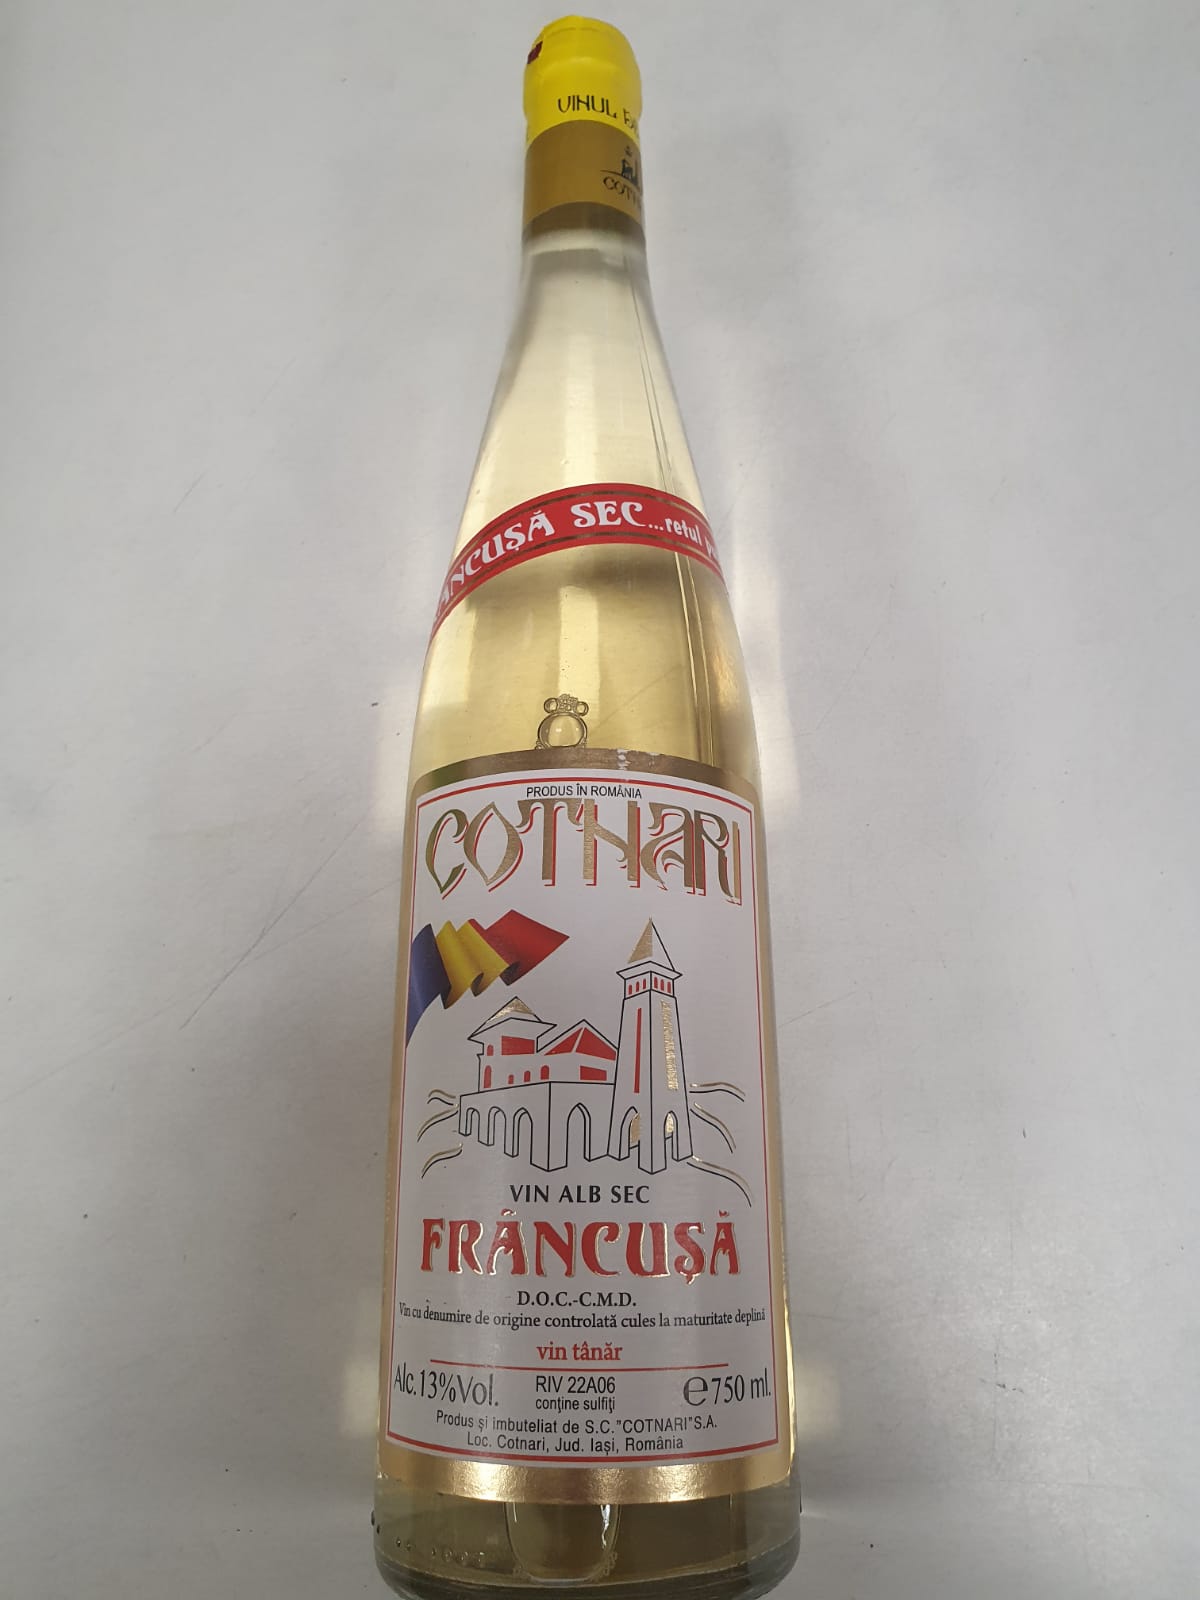 VINUL
FRÂNCUȘĂ SEC...retul
PRODUS ÎN ROMÂNIA
COTNARI
VIN ALB SEC
FRÂNCUȘĂ
D.O.C.-C.M.D.
Vin cu denumire de origine controlată cules la maturitate deplină
vin tânăr
Alc.13%Vol. RIV 22A06 ℮750 ml.
conține sulfiți
Produs și îmbuteliat de S.C."COTNARI"S.A.
Loc. Cotnari, Jud. Iași, România